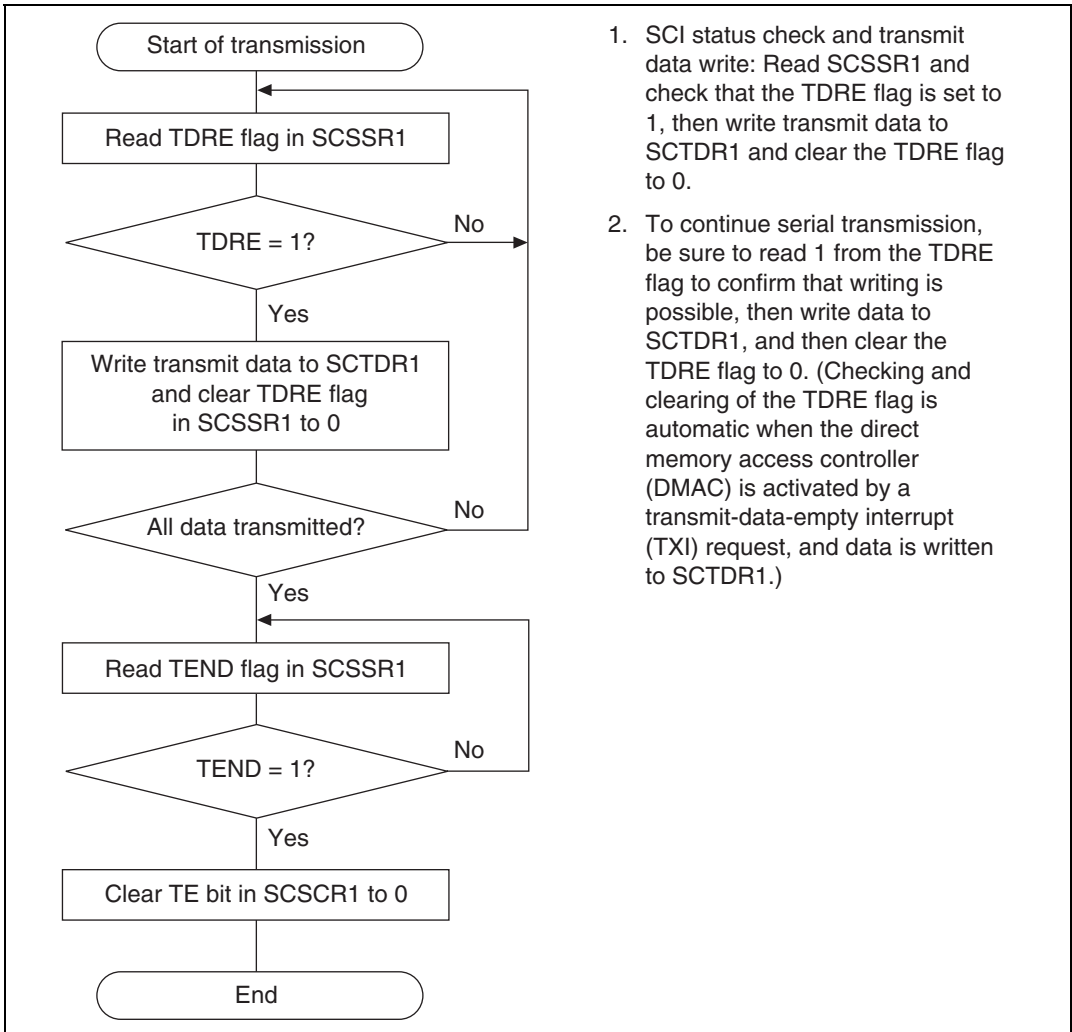 Start of transmission
Read TDRE flag in SCSSR1
TDRE = 1?
No
Yes
Write transmit data to SCTDR1
and clear TDRE flag
in SCSSR1 to 0
All data transmitted?
No
Yes
Read TEND flag in SCSSR1
TEND = 1?
No
Yes
Clear TE bit in SCSCR1 to 0
End
1. SCI status check and transmit
data write: Read SCSSR1 and
check that the TDRE flag is set to
1, then write transmit data to
SCTDR1 and clear the TDRE flag
to 0.
2. To continue serial transmission,
be sure to read 1 from the TDRE
flag to confirm that writing is
possible, then write data to
SCTDR1, and then clear the
TDRE flag to 0. (Checking and
clearing of the TDRE flag is
automatic when the direct
memory access controller
(DMAC) is activated by a
transmit-data-empty interrupt
(TXI) request, and data is written
to SCTDR1.)